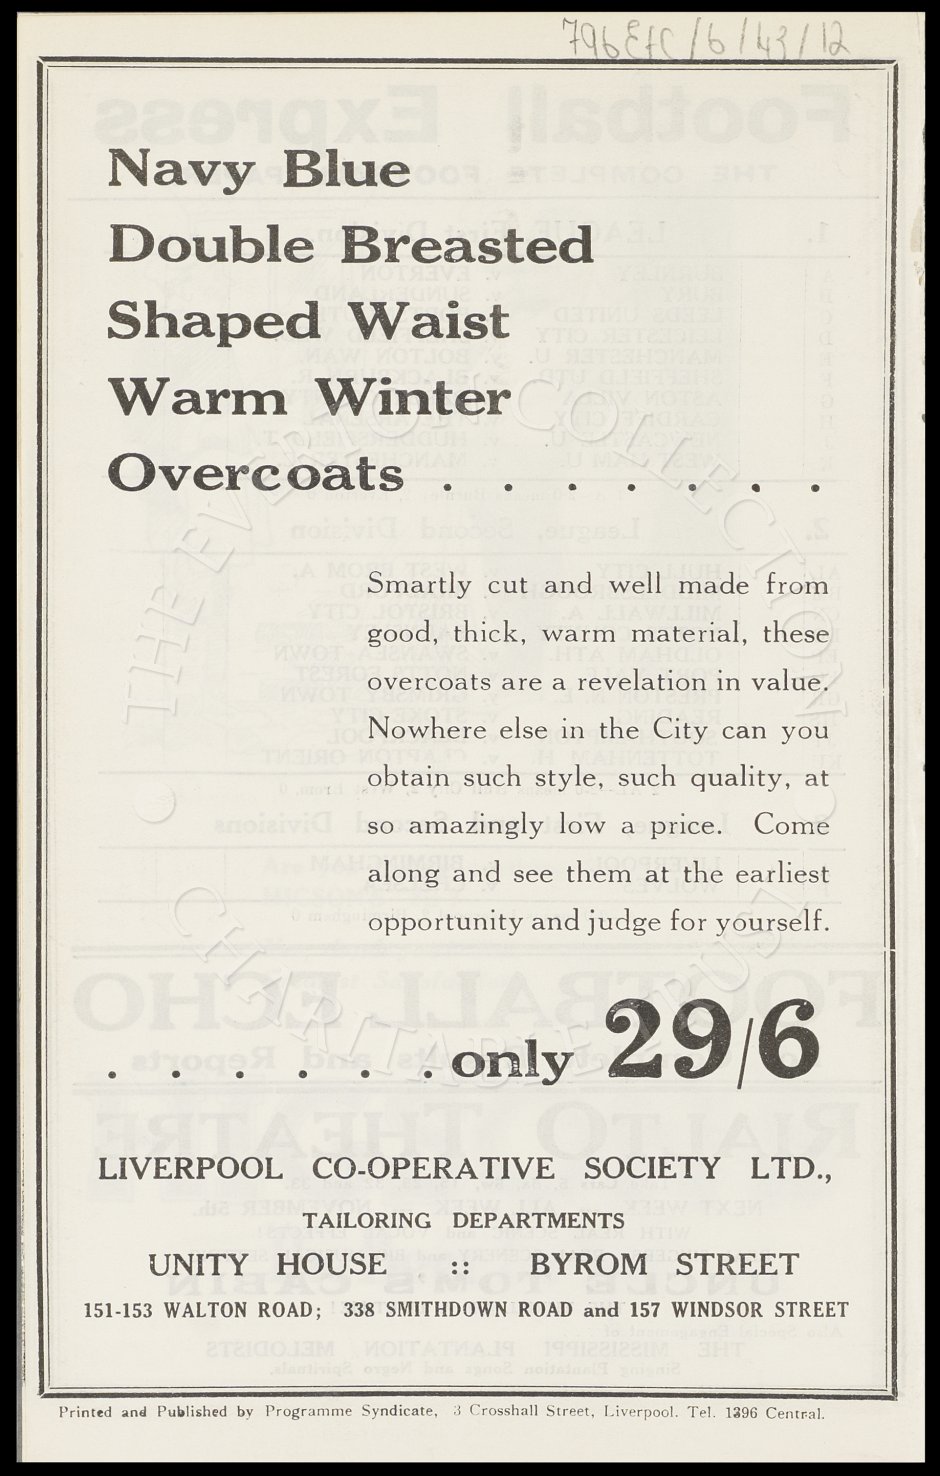 796EFC/6/43/12
Navy Blue
Double Breasted
Shaped Waist
Warm Winter
Overcoats . . . . . . .
Smartly cut and well made from
good, thick, warm material, these
overcoats are a revelation in value.
Nowhere else in the City can you
obtain such style, such quality, at
so amazingly low a price. Come
along and see them at the earliest
opportunity and judge for yourself.
. . . . . . only 29/6
LIVERPOOL CO-OPERATIVE SOCIETY LTD.,
TAILORING DEPARTMENTS
UNITY HOUSE :: BYROM STREET
151-153 WALTON ROAD; 338 SMITHDOWN ROAD and 157 WINDSOR STREET
Printed and Published by Programme Syndicate, 3 Crosshall Street, Liverpool. Tel. 1396 Central.
THE EVERTON COLLECTION
CHARITABLE TRUST